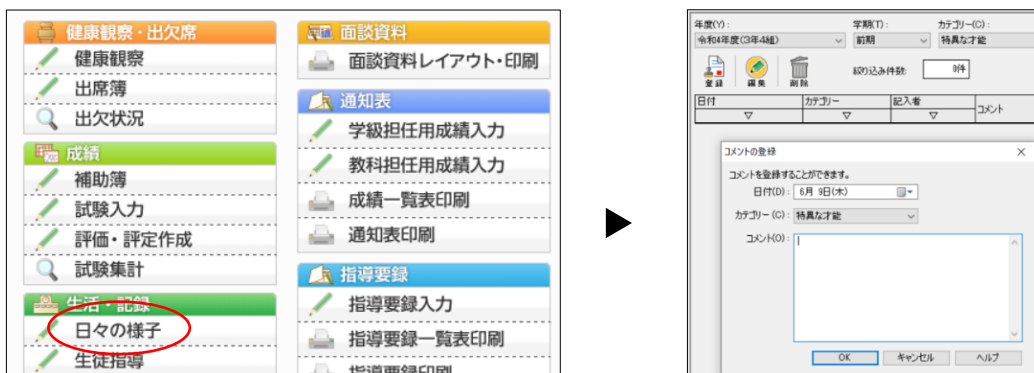 健康観察・出欠席
健康観察
出席簿
出欠状況
成績
補助簿
試験入力
評価・評定作成
試験集計
生活・記録
日々の様子
生徒指導
面談資料
面談資料レイアウト・印刷
通知表
学級担任用成績入力
教科担任用成績入力
成績一覧表印刷
通知表印刷
指導要録
指導要録入力
指導要録一覧表印刷
指導要録印刷
年度(Y): 学期(T): カテゴリー(C):
令和4年度(3年4組) 前期 特異な才能
登録 編集 削除 絞り込み件数: 0件
日付 カテゴリー 記入者 コメント
コメントの登録
コメントを登録することができます。
日付(D): 6月 9日(木)
カテゴリー(C): 特異な才能
コメント(O):
OK キャンセル ヘルプ